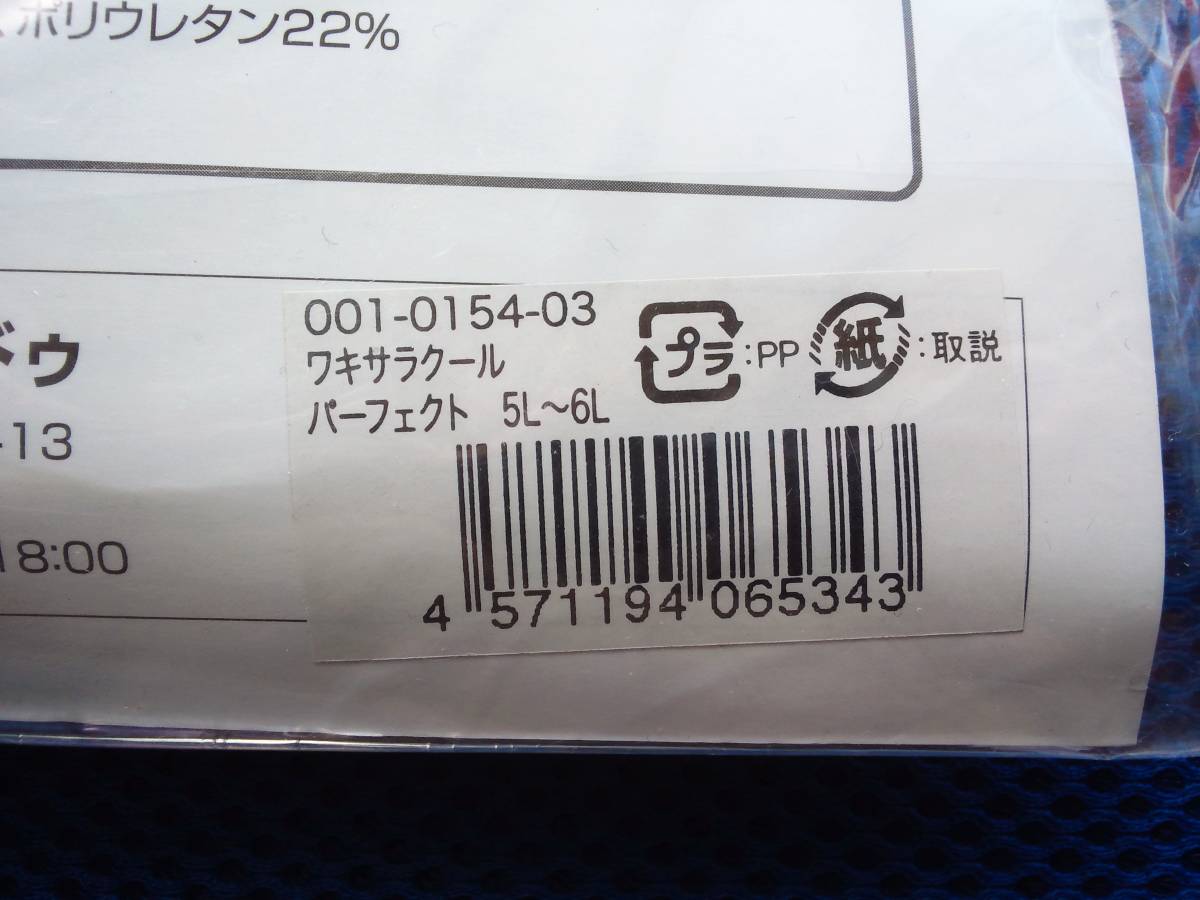 ポリウレタン22%
ドゥ
-13
18:00
001-0154-03
ワキサラクール
パーフェクト 5L～6L
プラ:PP 紙:取説
4 571194 065343